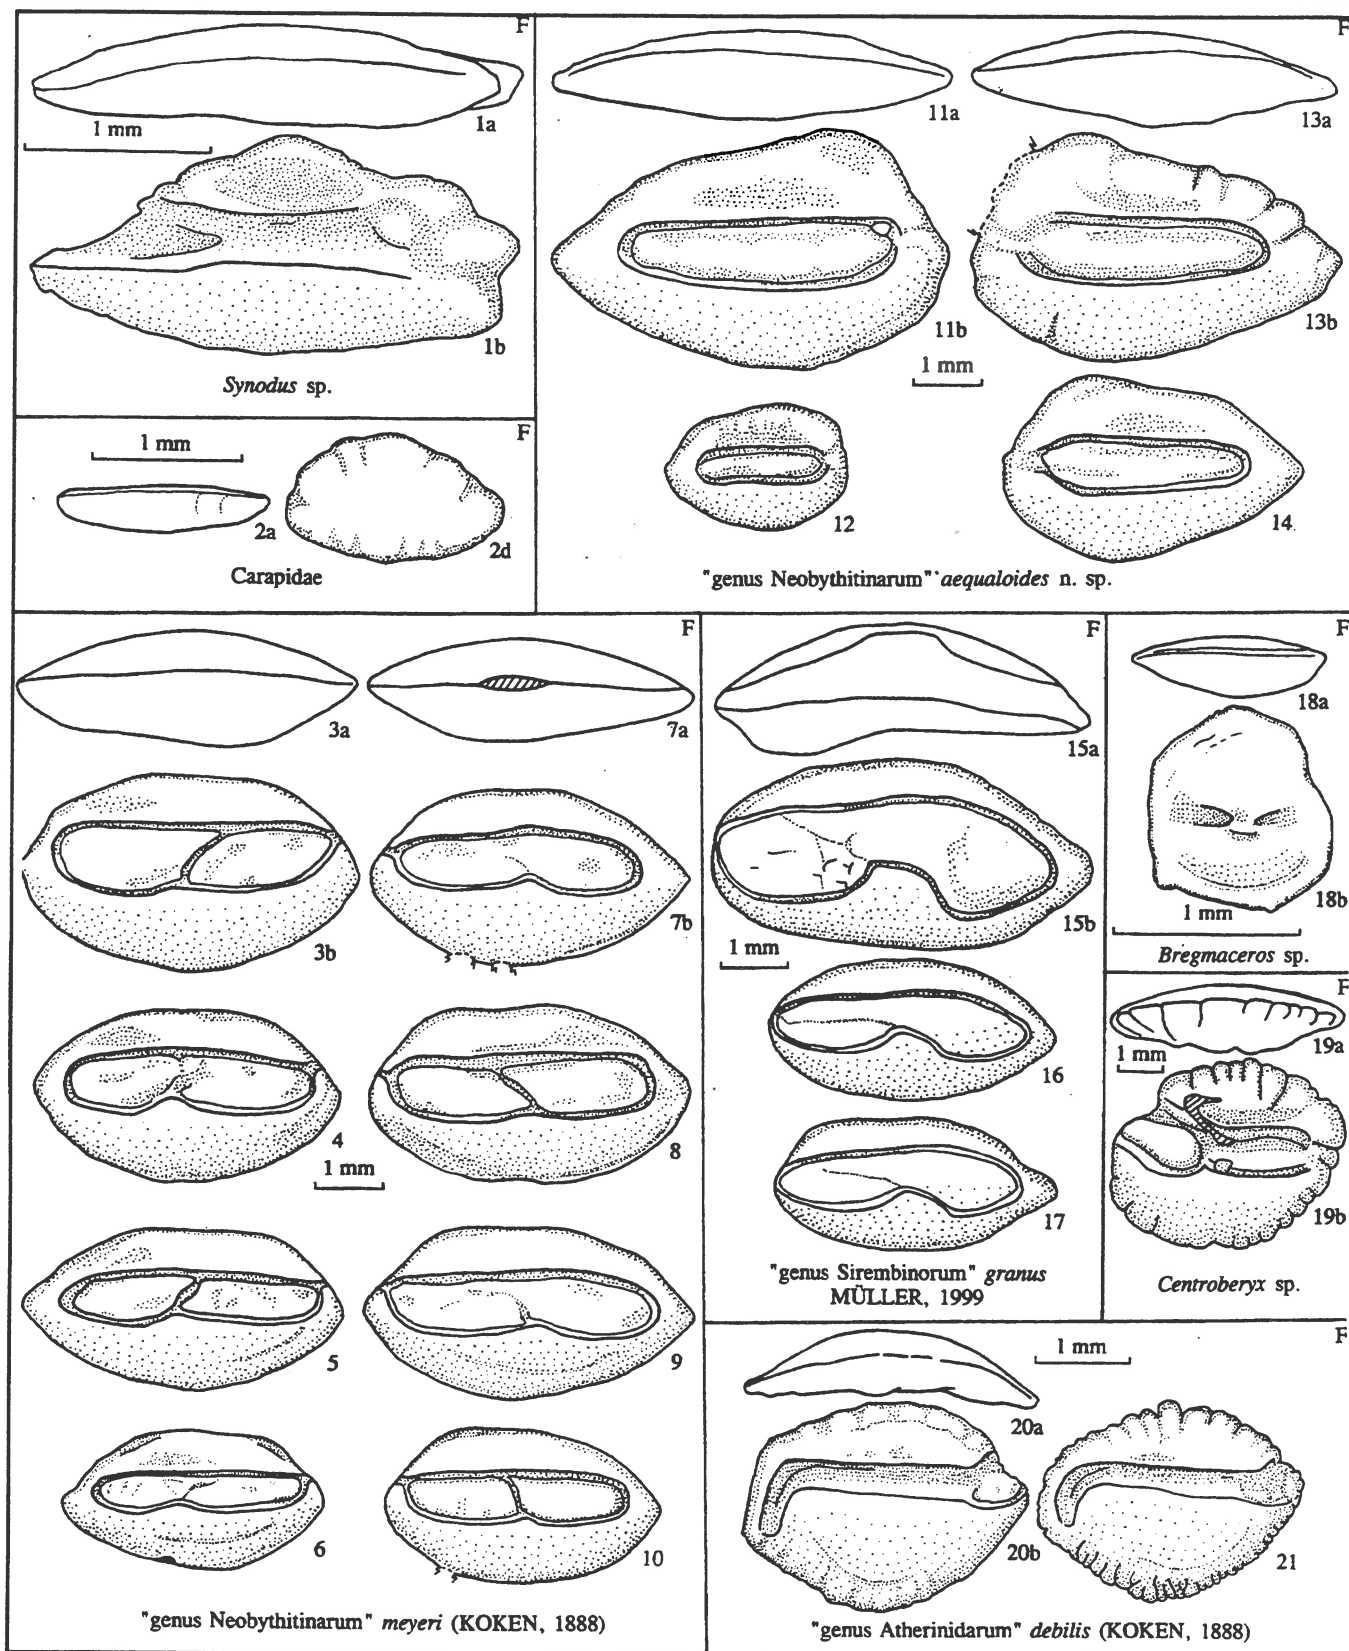 F
1a
1 mm
1b
Synodus sp.
F
1 mm
2a
2d
Carapidae
F
11a
13a
11b
13b
1 mm
12
14
"genus Neobythitinarum" aequaloides n. sp.
F
3a
7a
3b
7b
4
8
1 mm
5
9
6
10
"genus Neobythitinarum" meyeri (KOKEN, 1888)
F
15a
15b
1 mm
16
17
"genus Sirembinorum" granus
MÜLLER, 1999
F
18a
18b
1 mm
Bregmaceros sp.
F
19a
1 mm
19b
Centroberyx sp.
F
1 mm
20a
20b
21
"genus Atherinidarum" debilis (KOKEN, 1888)